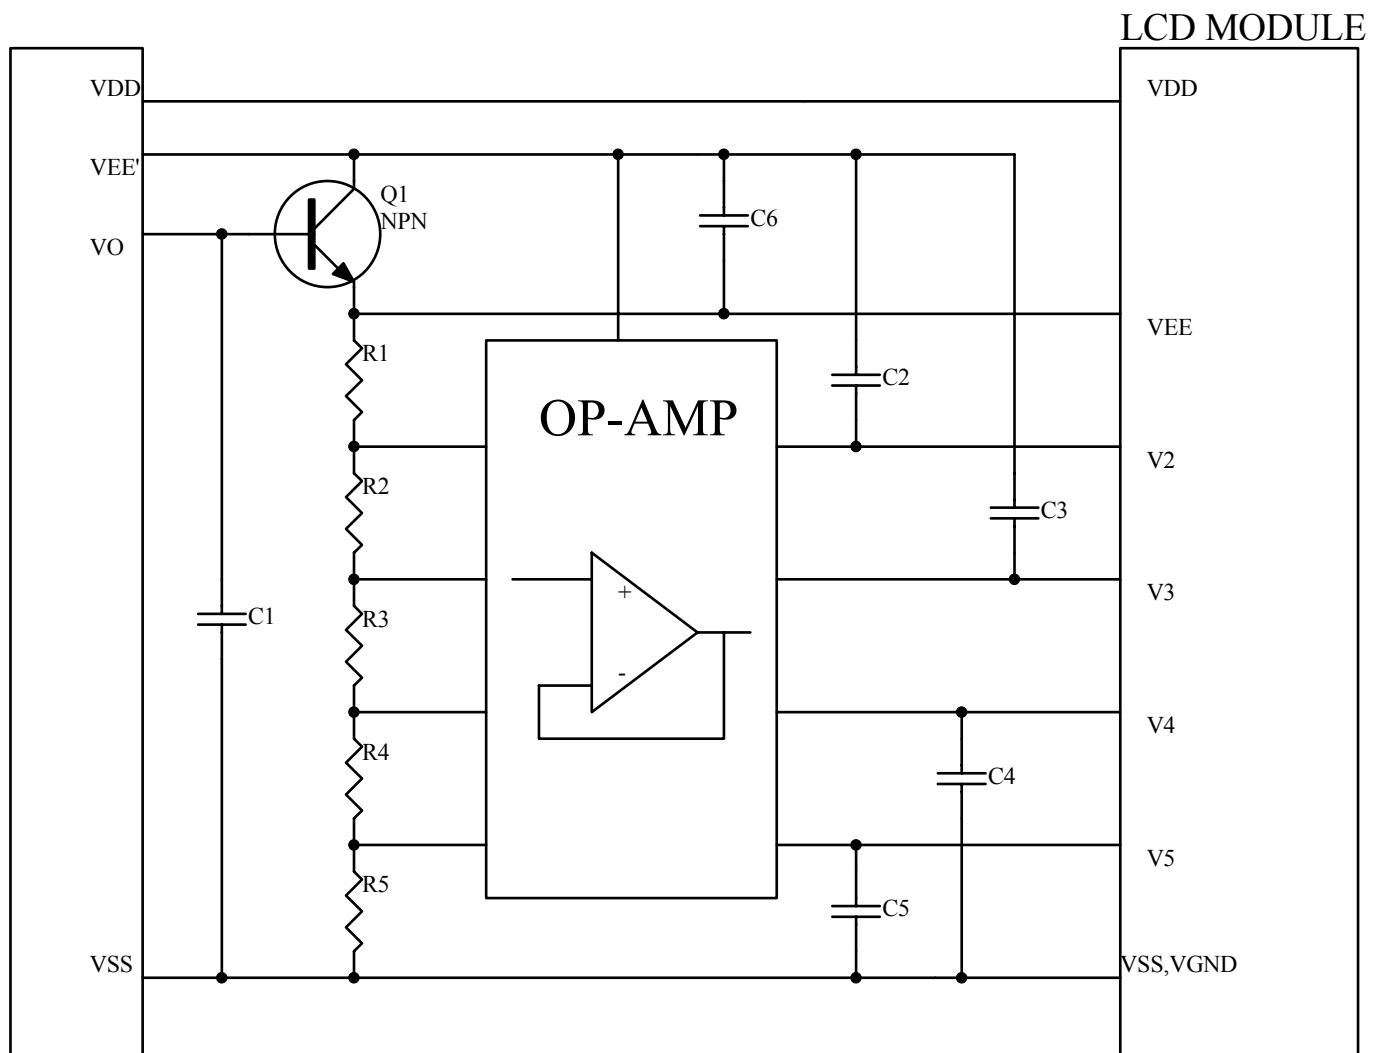 LCD MODULE
VDD
VDD
VEE'
Q1
NPN
VO
C6
VEE
R1
C2
OP-AMP
V2
R2
C3
+
V3
R3
C1
-
V4
R4
C4
V5
R5
C5
VSS
VSS,VGND